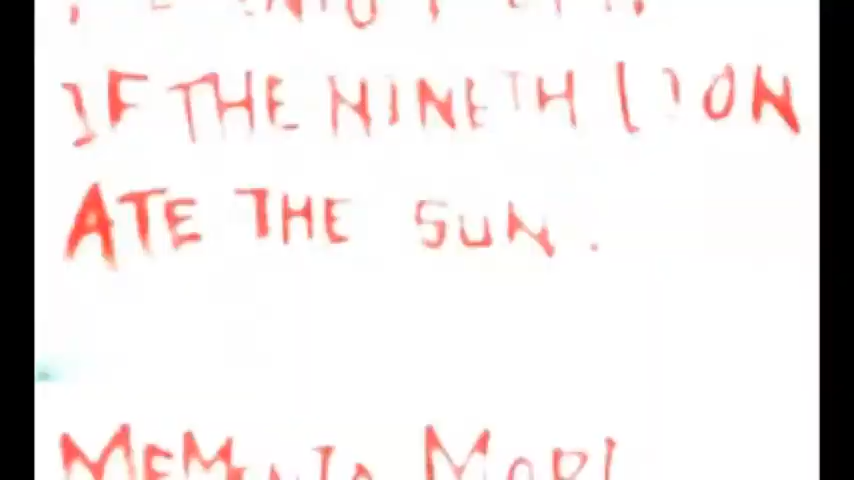 IF THE NINETH LION
ATE THE SUN.
MEMENTO MORI